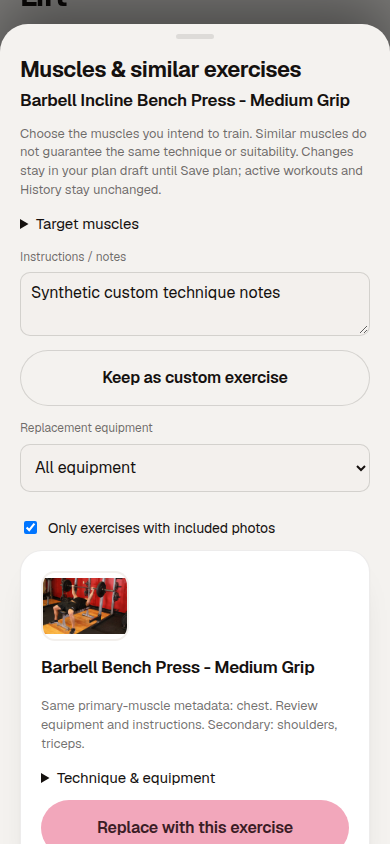 Lift
Muscles & similar exercises
Barbell Incline Bench Press - Medium Grip
Choose the muscles you intend to train. Similar muscles do
not guarantee the same technique or suitability. Changes
stay in your plan draft until Save plan; active workouts and
History stay unchanged.
Target muscles
Instructions / notes
Synthetic custom technique notes
Keep as custom exercise
Replacement equipment
All equipment
Only exercises with included photos
Barbell Bench Press - Medium Grip
Same primary-muscle metadata: chest. Review
equipment and instructions. Secondary: shoulders,
triceps.
Technique & equipment
Replace with this exercise